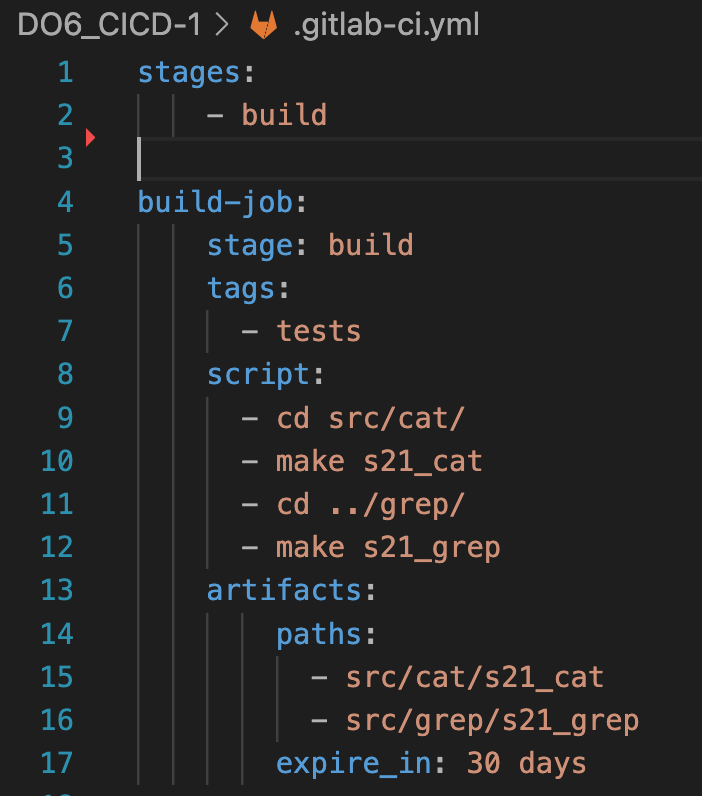 DO6_CICD-1 > .gitlab-ci.yml
1 stages:
2     - build
3
4 build-job:
5     stage: build
6     tags:
7       - tests
8     script:
9       - cd src/cat/
10       - make s21_cat
11       - cd ../grep/
12       - make s21_grep
13     artifacts:
14         paths:
15           - src/cat/s21_cat
16           - src/grep/s21_grep
17         expire_in: 30 days